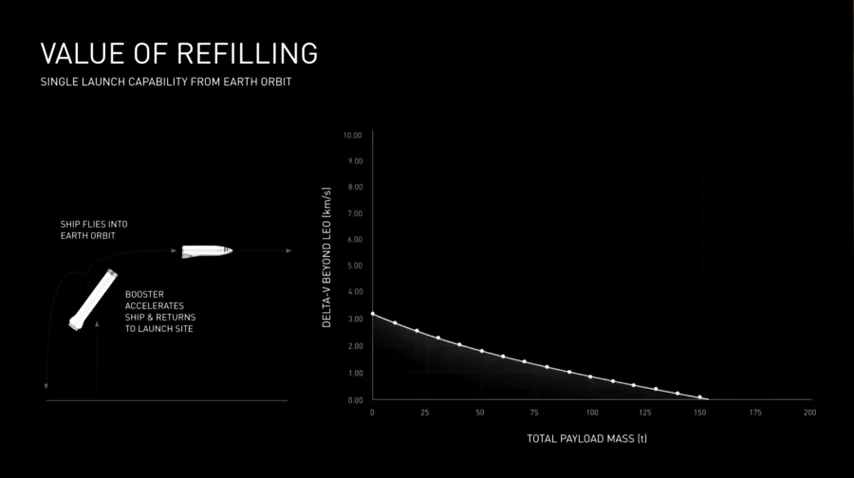 VALUE OF REFILLING
SINGLE LAUNCH CAPABILITY FROM EARTH ORBIT
SHIP FLIES INTO
EARTH ORBIT
BOOSTER
ACCELERATES
SHIP & RETURNS
TO LAUNCH SITE
DELTA-V BEYOND LEO (km/s)
10.00
9.00
8.00
7.00
6.00
5.00
4.00
3.00
2.00
1.00
0.00
0 25 50 75 100 125 150 175 200
TOTAL PAYLOAD MASS (t)